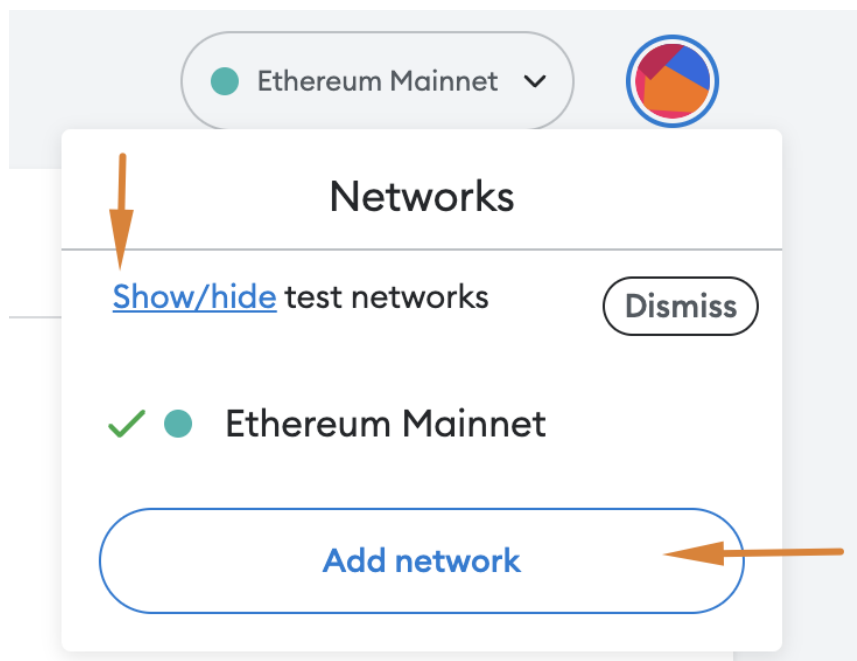 Ethereum Mainnet
Networks
Show/hide test networks
Dismiss
Ethereum Mainnet
Add network